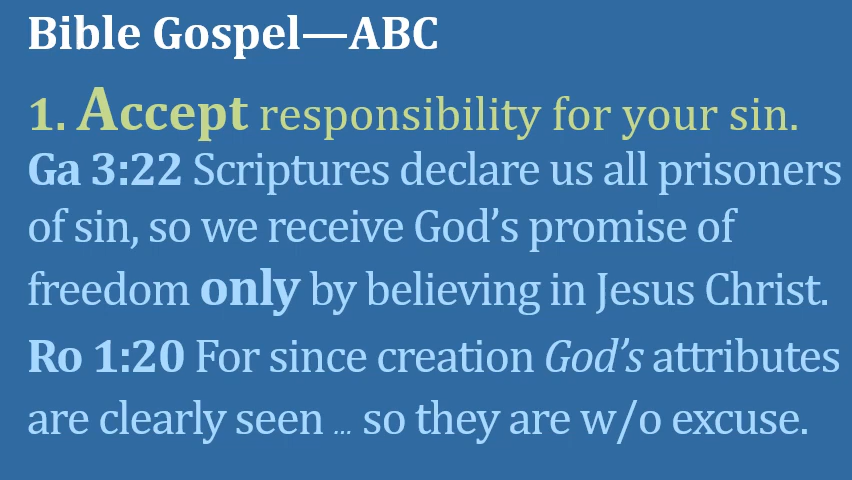 Bible Gospel—ABC
1. Accept responsibility for your sin.
Ga 3:22 Scriptures declare us all prisoners
of sin, so we receive God’s promise of
freedom only by believing in Jesus Christ.
Ro 1:20 For since creation God’s attributes
are clearly seen ... so they are w/o excuse.